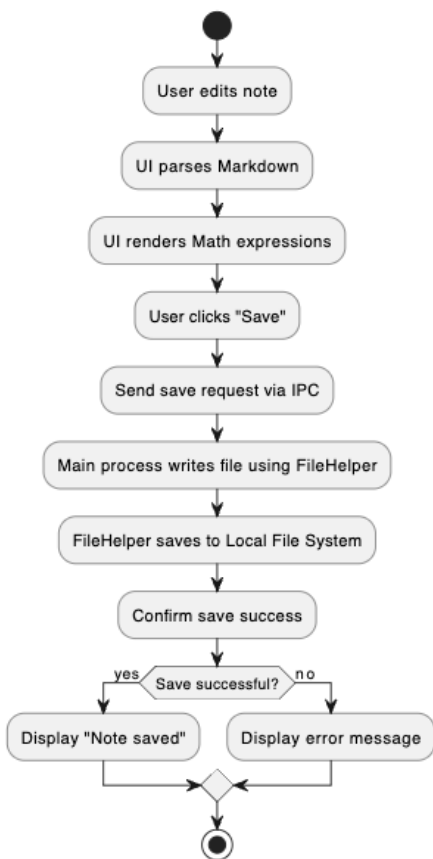 User edits note
UI parses Markdown
UI renders Math expressions
User clicks "Save"
Send save request via IPC
Main process writes file using FileHelper
FileHelper saves to Local File System
Confirm save success
yes
Save successful?
no
Display "Note saved"
Display error message